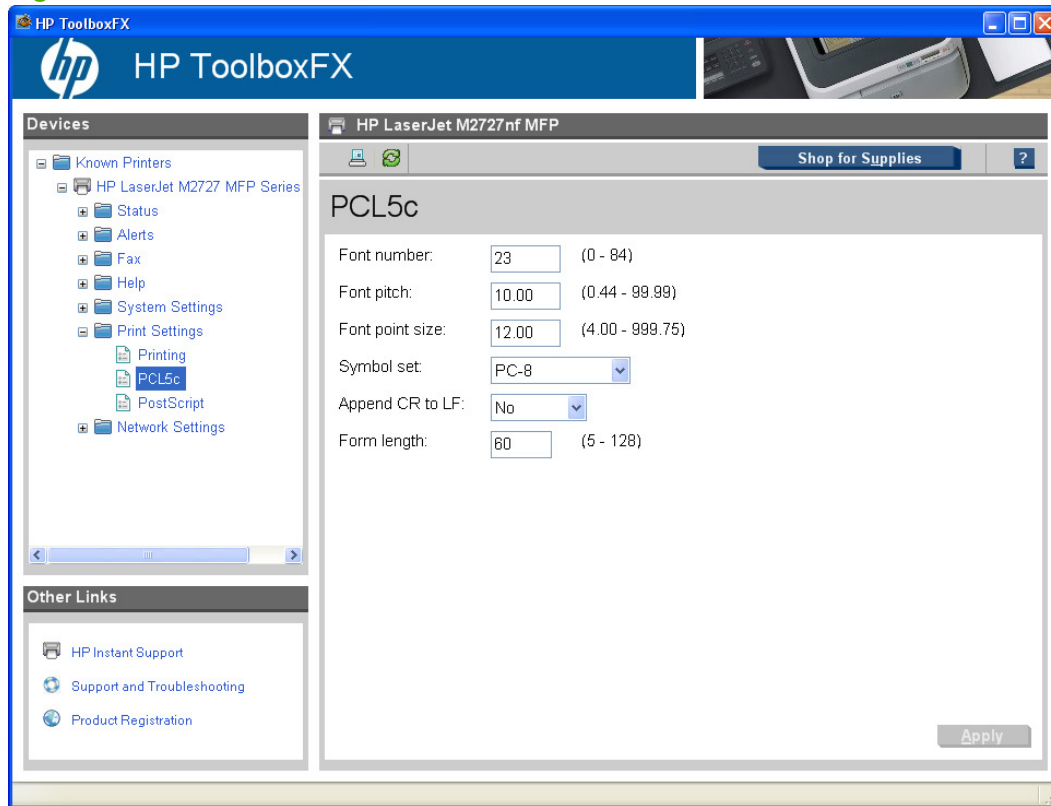 HP ToolboxFX
hp HP ToolboxFX
Devices
Known Printers
HP LaserJet M2727 MFP Series
Status
Alerts
Fax
Help
System Settings
Print Settings
Printing
PCL5c
PostScript
Network Settings
Other Links
HP Instant Support
Support and Troubleshooting
Product Registration
HP LaserJet M2727nf MFP
Shop for Supplies ?
PCL5c
Font number: 23 (0 - 84)
Font pitch: 10.00 (0.44 - 99.99)
Font point size: 12.00 (4.00 - 999.75)
Symbol set: PC-8
Append CR to LF: No
Form length: 60 (5 - 128)
Apply